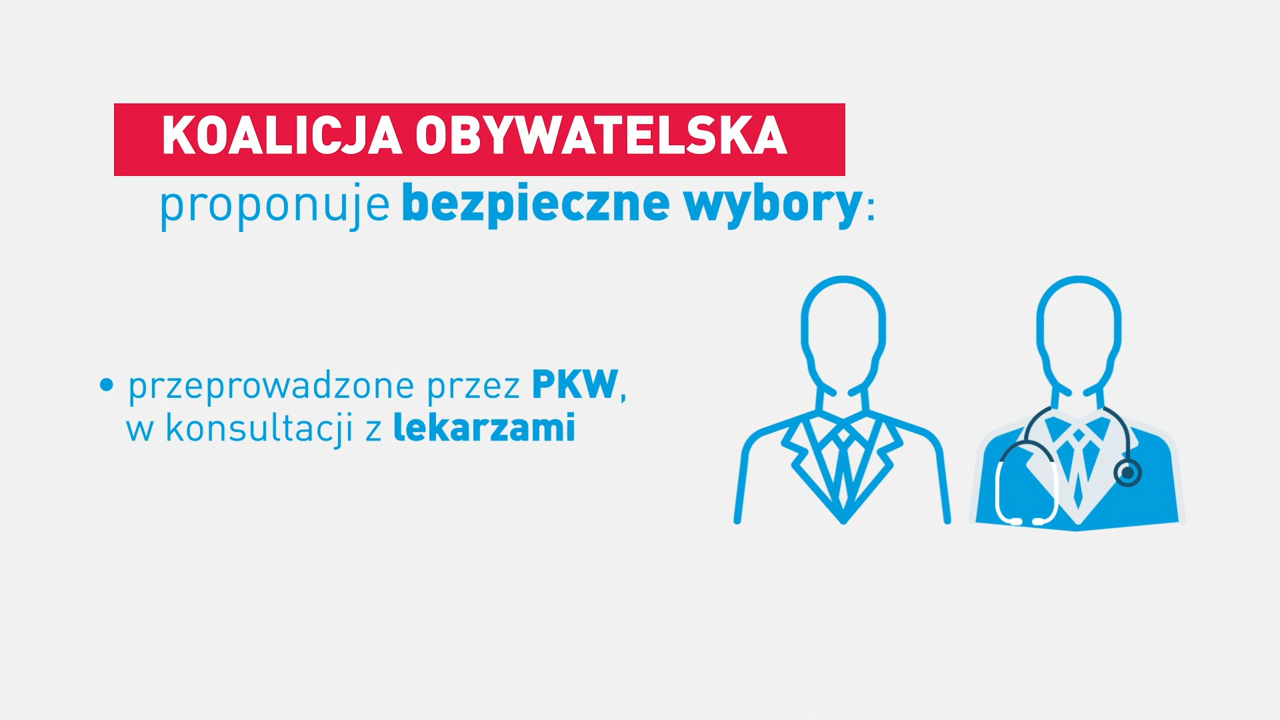 KOALICJA OBYWATELSKA
proponuje bezpieczne wybory:
• przeprowadzone przez PKW,
w konsultacji z lekarzami